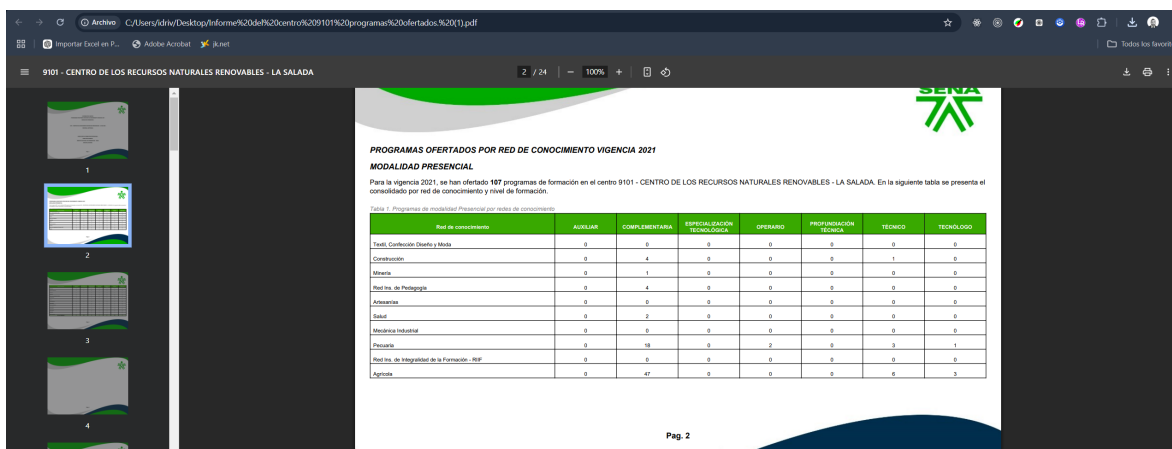 Archivo C:/Users/idriv/Desktop/Informe%20del%20centro%209101%20programas%20ofertados.%20(1).pdf
Importar Excel en P... Adobe Acrobat jk.net Todos los favorit
9101 - CENTRO DE LOS RECURSOS NATURALES RENOVABLES - LA SALADA 2 / 24 − 100% +
1
2
3
4
SENA
PROGRAMAS OFERTADOS POR RED DE CONOCIMIENTO VIGENCIA 2021
MODALIDAD PRESENCIAL
Para la vigencia 2021, se han ofertado 107 programas de formación en el centro 9101 - CENTRO DE LOS RECURSOS NATURALES RENOVABLES - LA SALADA. En la siguiente tabla se presenta el
consolidado por red de conocimiento y nivel de formación.
Tabla 1. Programas de modalidad Presencial por redes de conocimiento
Red de conocimiento AUXILIAR COMPLEMENTARIA ESPECIALIZACIÓN TECNOLÓGICA OPERARIO PROFUNDIACIÓN TÉCNICA TÉCNICO TECNÓLOGO
Textil, Confección Diseño y Moda 0 0 0 0 0 0 0
Construcción 0 4 0 0 0 1 0
Minería 0 1 0 0 0 0 0
Red Ins. de Pedagogía 0 4 0 0 0 0 0
Artesanías 0 0 0 0 0 0 0
Salud 0 2 0 0 0 0 0
Mecánica Industrial 0 0 0 0 0 0 0
Pecuaria 0 18 0 2 0 3 1
Red Ins. de Integralidad de la Formación - RIIF 0 0 0 0 0 0 0
Agrícola 0 47 0 0 0 6 3
Pag. 2